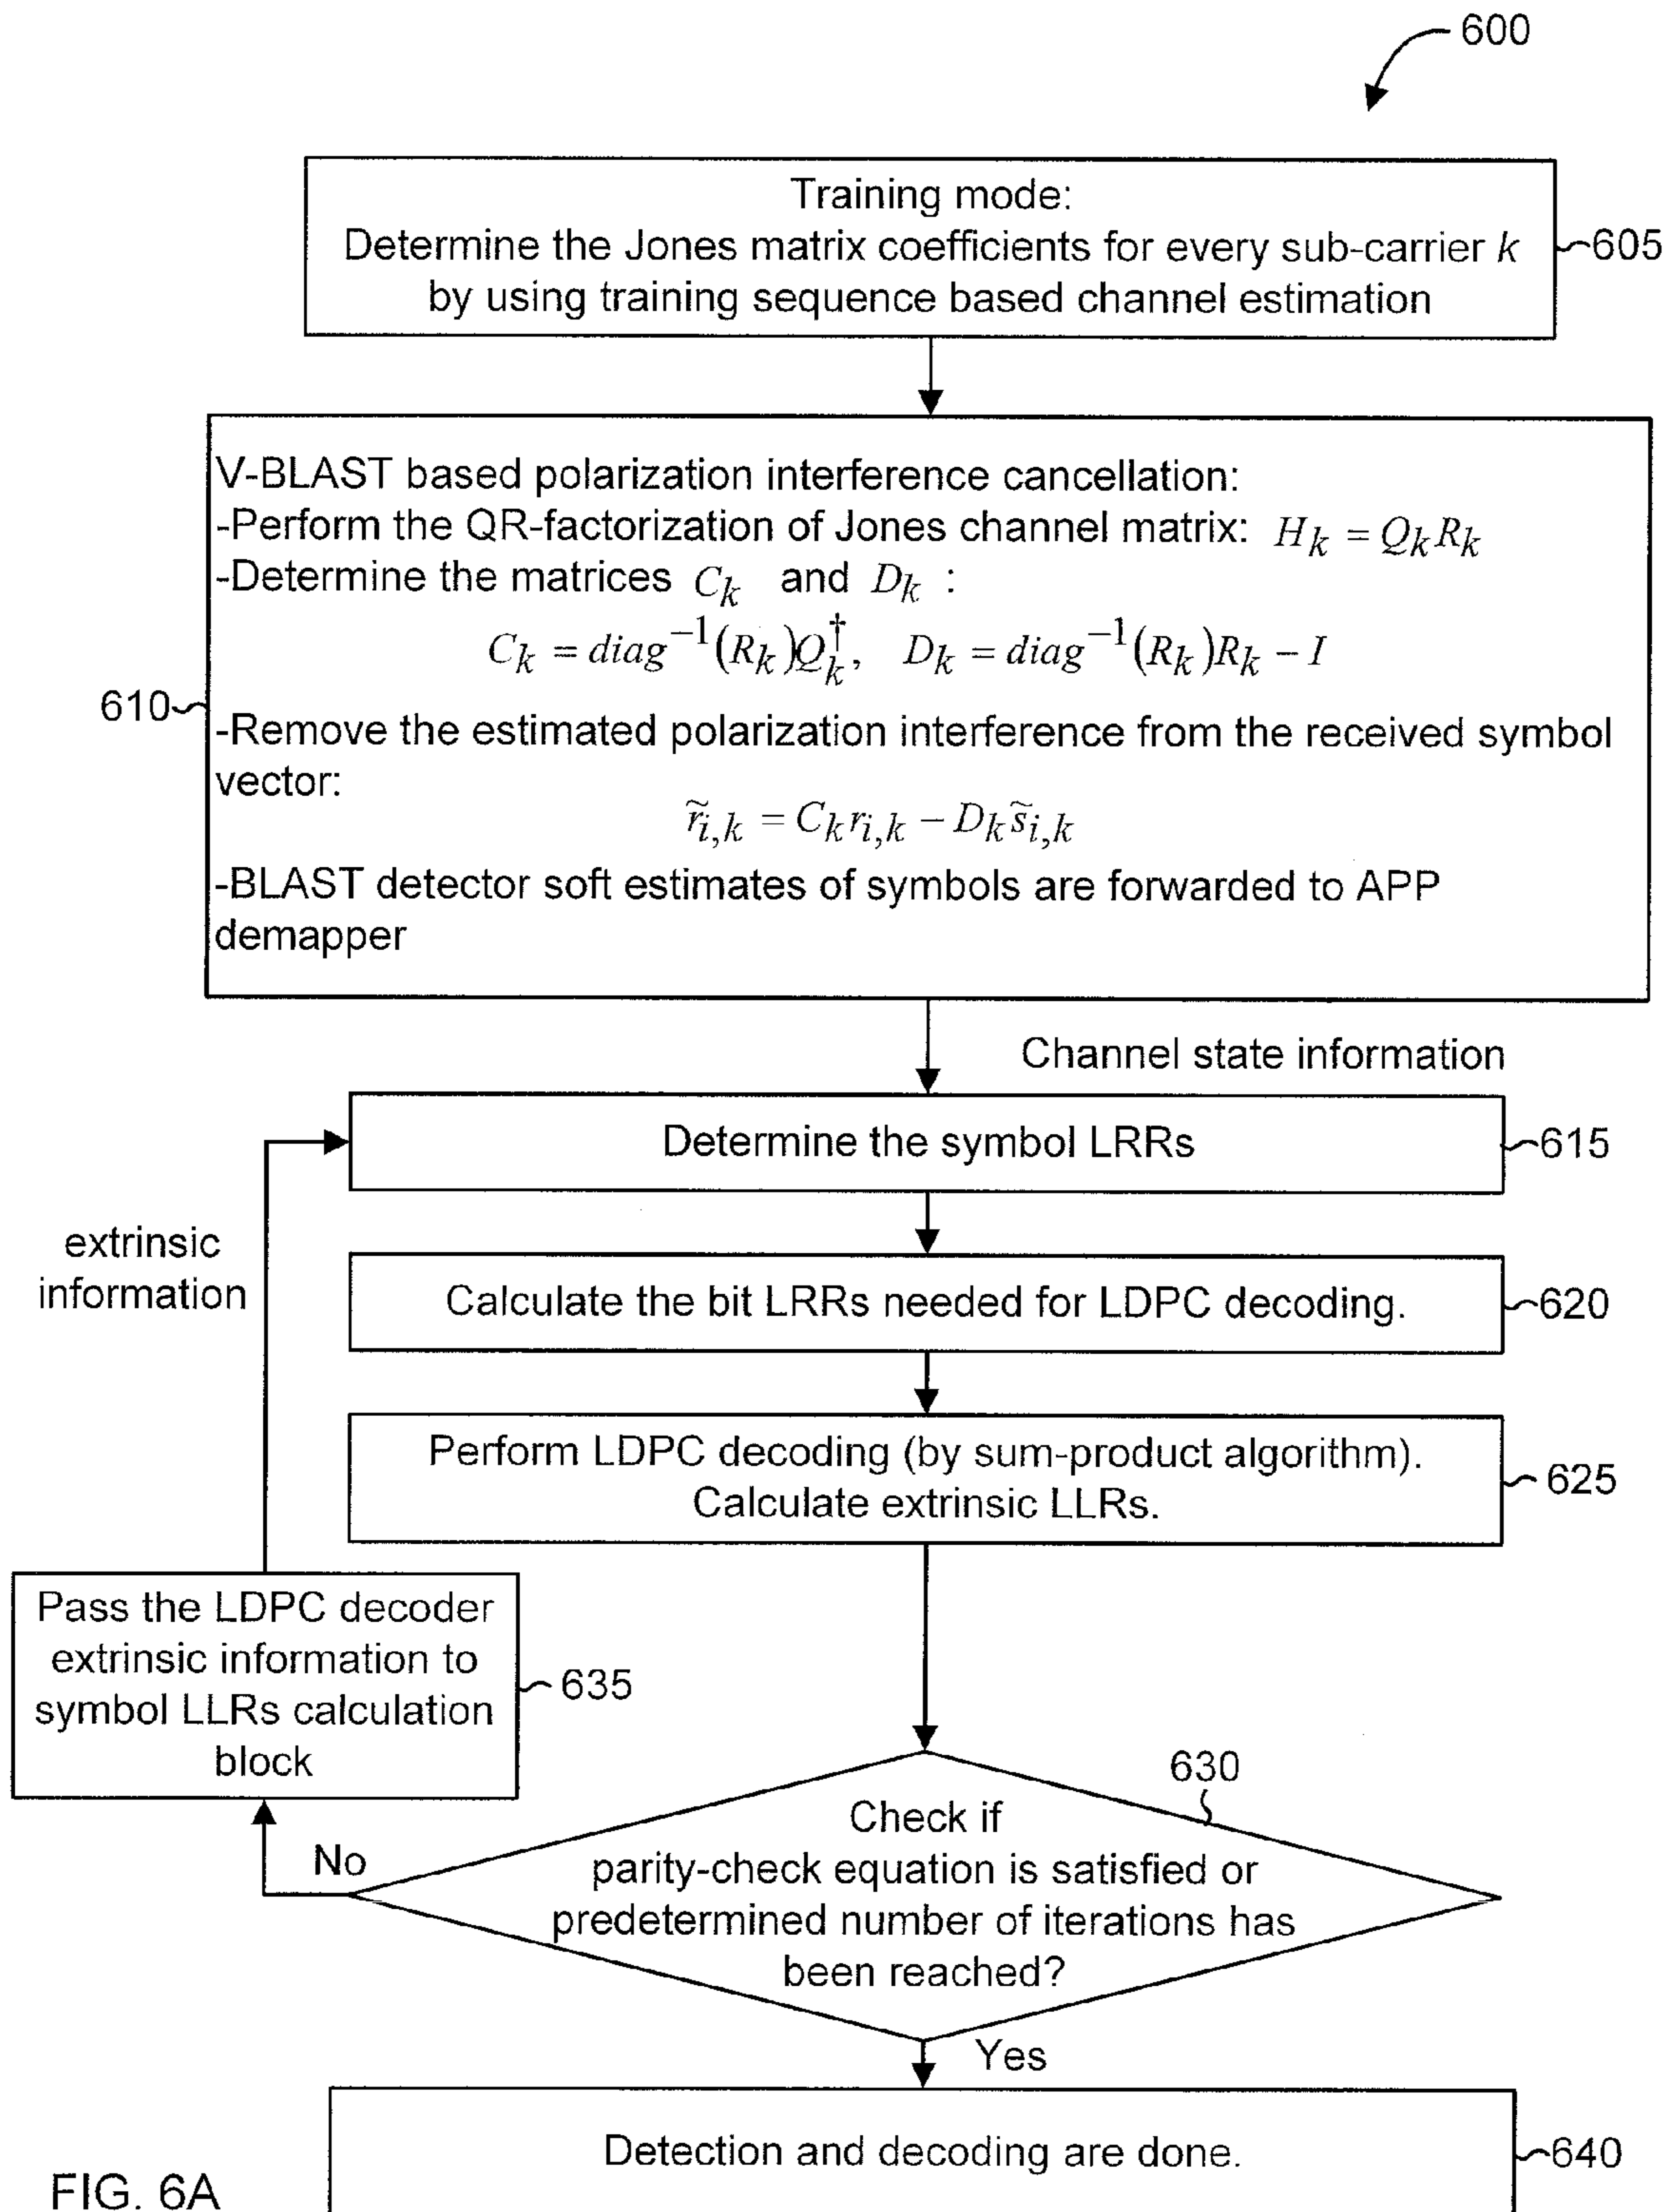 600
Training mode:
Determine the Jones matrix coefficients for every sub-carrier k
by using training sequence based channel estimation
605
V-BLAST based polarization interference cancellation:
-Perform the QR-factorization of Jones channel matrix: H_k = Q_k R_k
-Determine the matrices C_k and D_k :
C_k = diag^{-1}(R_k)Q_k^†, D_k = diag^{-1}(R_k)R_k − I
610
-Remove the estimated polarization interference from the received symbol
vector:
r̃_{i,k} = C_k r_{i,k} − D_k s̃_{i,k}
-BLAST detector soft estimates of symbols are forwarded to APP
demapper
Channel state information
Determine the symbol LRRs
615
extrinsic
information
Calculate the bit LRRs needed for LDPC decoding.
620
Perform LDPC decoding (by sum-product algorithm).
Calculate extrinsic LLRs.
625
Pass the LDPC decoder
extrinsic information to
symbol LLRs calculation
block
635
630
Check if
parity-check equation is satisfied or
predetermined number of iterations has
been reached?
No
Yes
Detection and decoding are done.
640
FIG. 6A